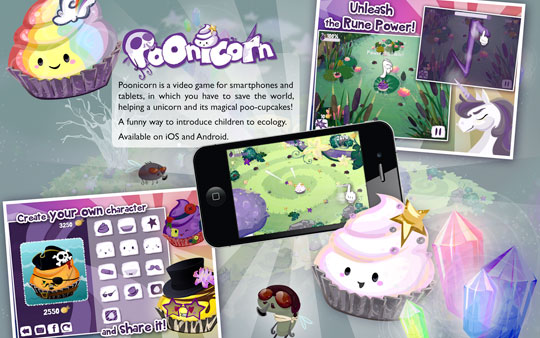 Poonicorn
Poonicorn is a video game for smartphones and
tablets, in which you have to save the world,
helping a unicorn and its magical poo-cupcakes!
A funny way to introduce children to ecology.
Available on iOS and Android.
Unleash
the Rune Power!
Create your own character
3250
2550
and share it!